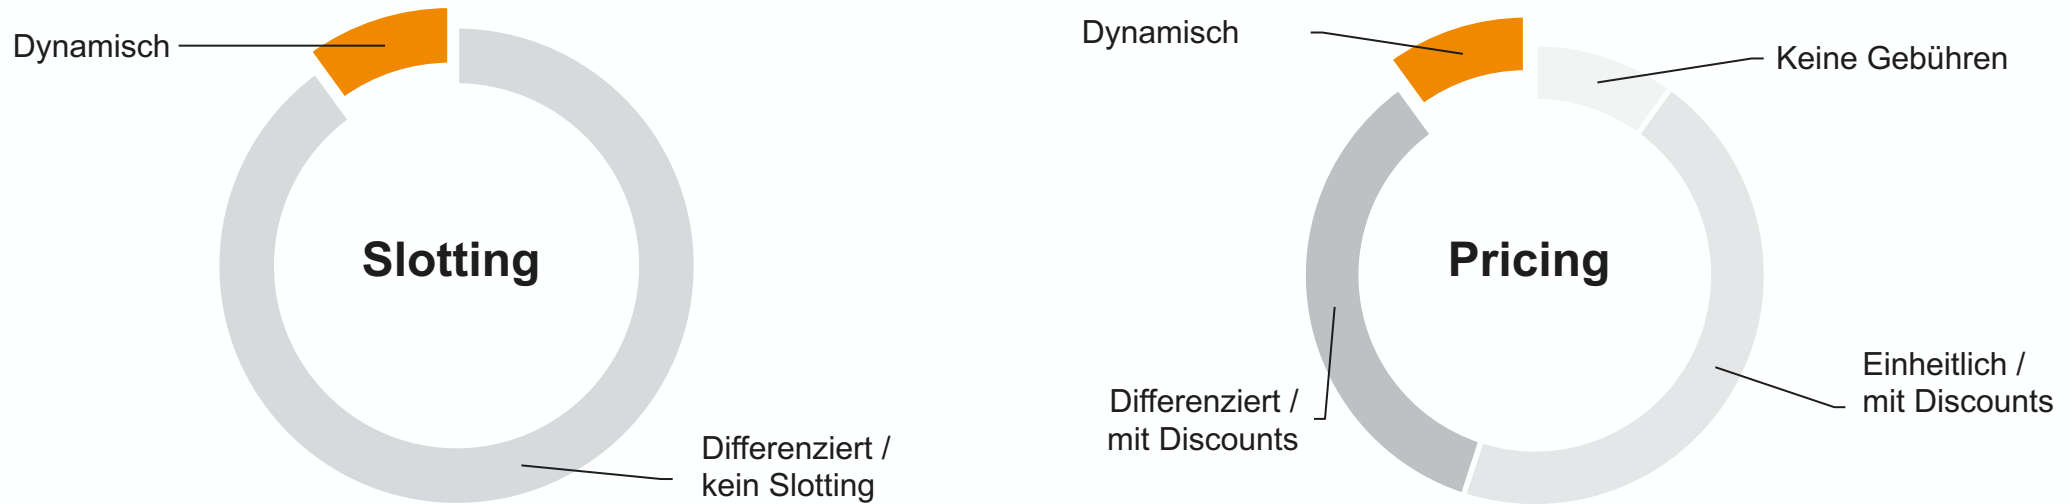 Dynamisch
Slotting
Differenziert /
kein Slotting
Dynamisch
Keine Gebühren
Pricing
Einheitlich /
mit Discounts
Differenziert /
mit Discounts